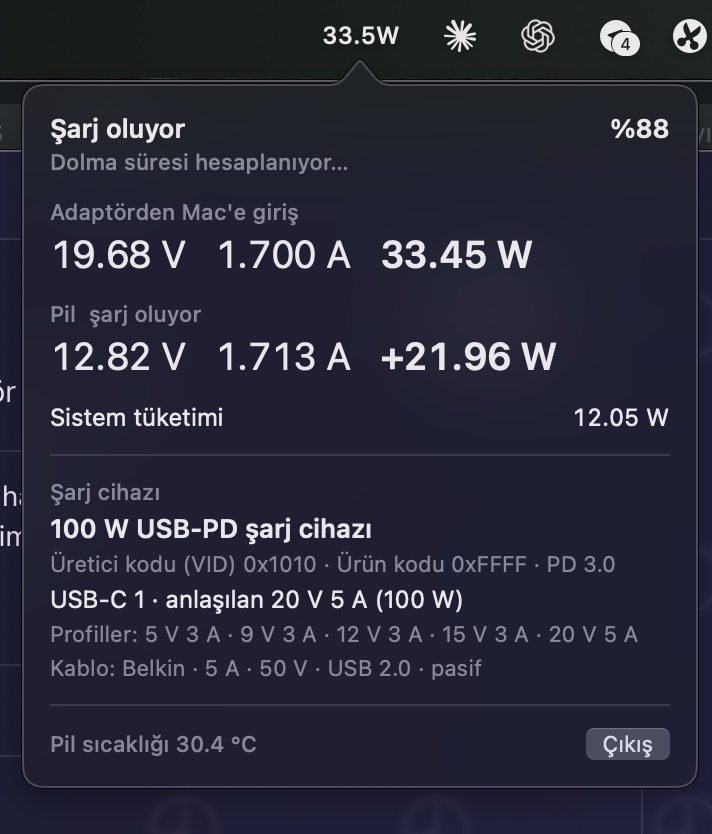 33.5W
4
Şarj oluyor %88
Dolma süresi hesaplanıyor...
Adaptörden Mac'e giriş
19.68 V 1.700 A 33.45 W
Pil şarj oluyor
12.82 V 1.713 A +21.96 W
Sistem tüketimi 12.05 W
Şarj cihazı
100 W USB-PD şarj cihazı
Üretici kodu (VID) 0x1010 · Ürün kodu 0xFFFF · PD 3.0
USB-C 1 · anlaşılan 20 V 5 A (100 W)
Profiller: 5 V 3 A · 9 V 3 A · 12 V 3 A · 15 V 3 A · 20 V 5 A
Kablo: Belkin · 5 A · 50 V · USB 2.0 · pasif
Pil sıcaklığı 30.4 °C Çıkış